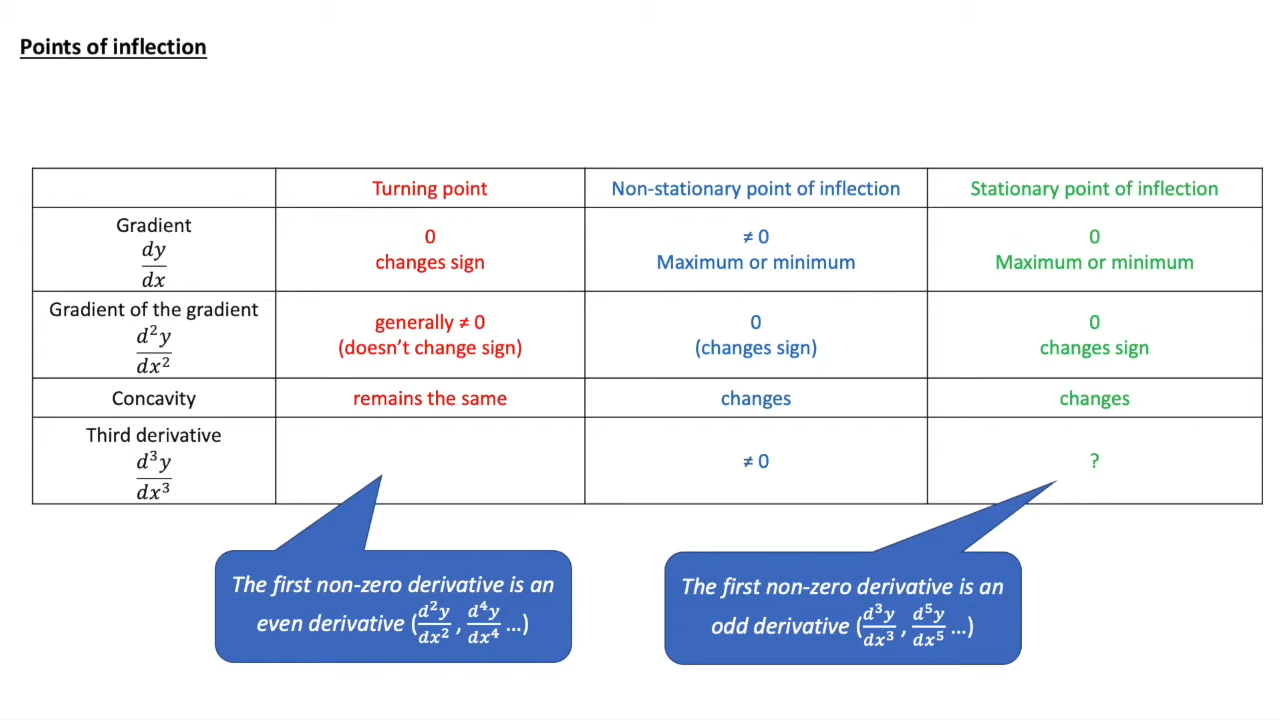 Points of inflection
Turning point
Non-stationary point of inflection
Stationary point of inflection
Gradient
dy
dx
0
changes sign
≠ 0
Maximum or minimum
0
Maximum or minimum
Gradient of the gradient
d²y
dx²
generally ≠ 0
(doesn't change sign)
0
(changes sign)
0
changes sign
Concavity
remains the same
changes
changes
Third derivative
d³y
dx³
≠ 0
?
The first non-zero derivative is an
even derivative (d²y/dx², d⁴y/dx⁴ ...)
The first non-zero derivative is an
odd derivative (d³y/dx³, d⁵y/dx⁵ ...)